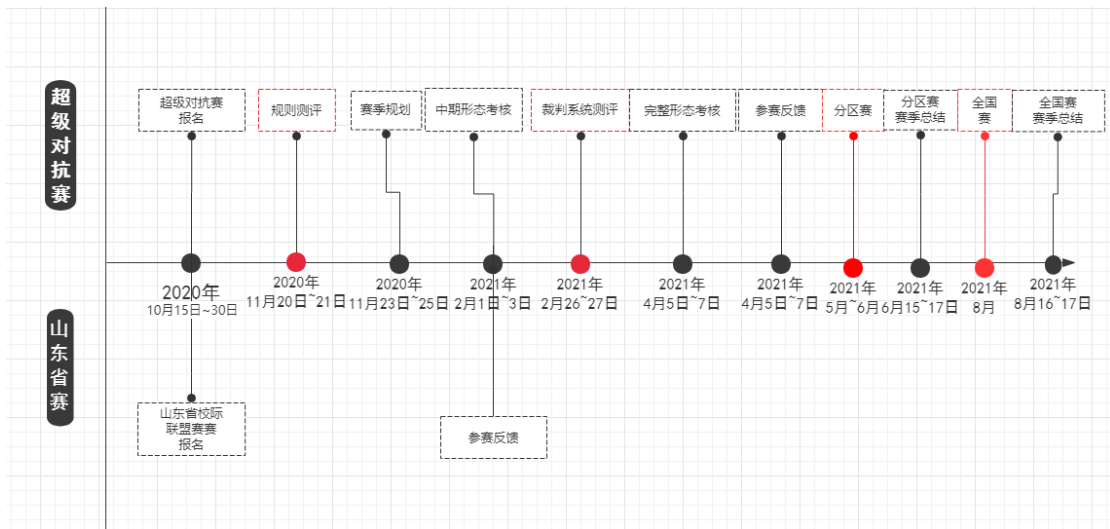 超级对抗赛
超级对抗赛
报名
规则测评
赛季规划
中期形态考核
裁判系统测评
完整形态考核
参赛反馈
分区赛
分区赛
赛季总结
全国
赛
全国赛
赛季总结
2020年
10月15日~30日
2020年
11月20日~21日
2020年
11月23日~25日
2021年
2月1日~3日
2021年
2月26~27日
2021年
4月5日~7日
2021年
4月5日~7日
2021年
5月~6月
2021年
6月15~17日
2021年
8月
2021年
8月16~17日
山东省赛
山东省校际
联盟赛赛
报名
参赛反馈